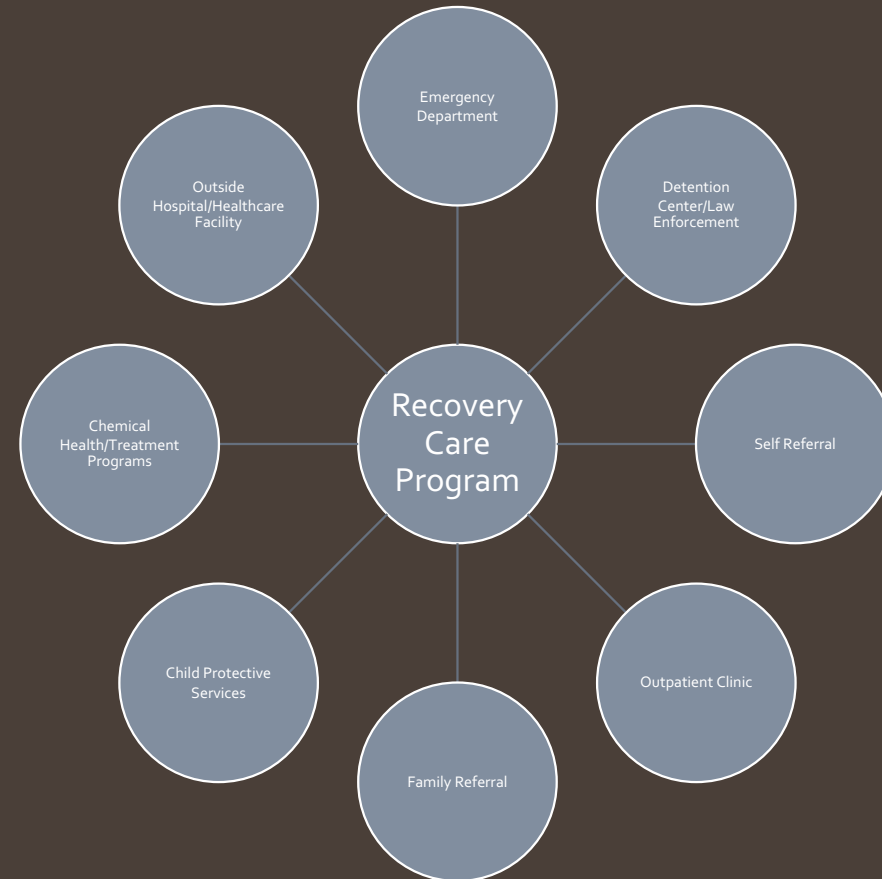 Emergency
Department
Outside
Hospital/Healthcare
Facility
Detention
Center/Law
Enforcement
Recovery
Care
Program
Chemical
Health/Treatment
Programs
Self Referral
Child Protective
Services
Outpatient Clinic
Family Referral